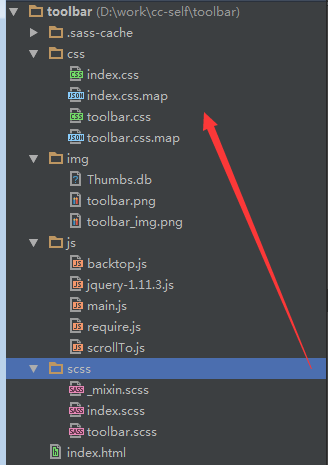 toolbar (D:\work\cc-self\toolbar)
.sass-cache
css
index.css
JSON index.css.map
toolbar.css
JSON toolbar.css.map
img
Thumbs.db
toolbar.png
toolbar_img.png
js
backtop.js
jquery-1.11.3.js
main.js
require.js
scrollTo.js
scss
SASS _mixin.scss
SASS index.scss
SASS toolbar.scss
index.html